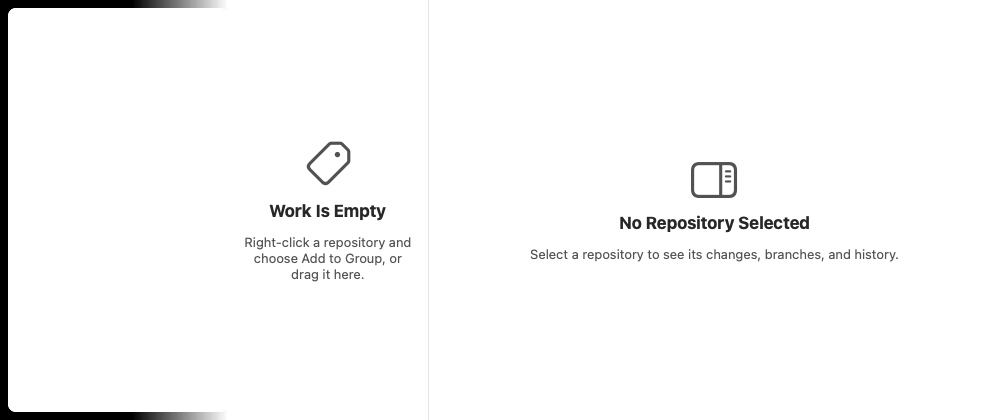 Work Is Empty
Right-click a repository and
choose Add to Group, or
drag it here.
No Repository Selected
Select a repository to see its changes, branches, and history.